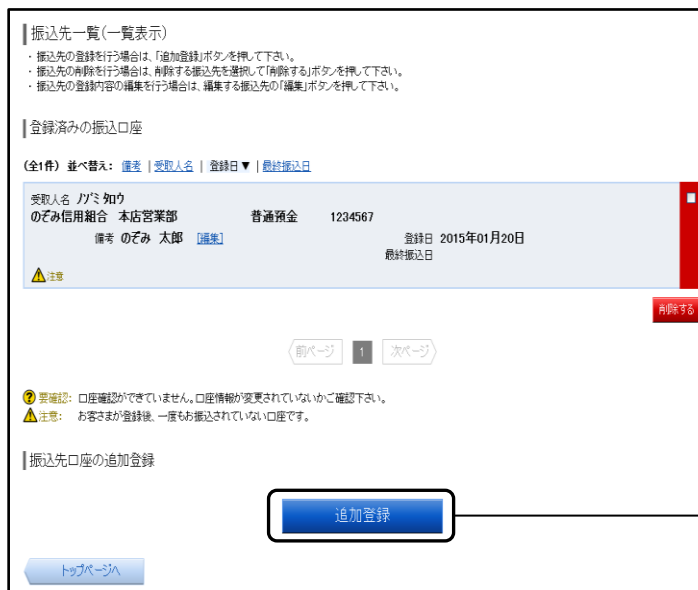 振込先一覧(一覧表示)
・ 振込先の登録を行う場合は、「追加登録」ボタンを押して下さい。
・ 振込先の削除を行う場合は、削除する振込先を選択して「削除する」ボタンを押して下さい。
・ 振込先の登録内容の編集を行う場合は、編集する振込先の「編集」ボタンを押して下さい。
登録済みの振込口座
(全1件) 並べ替え: 備考 | 受取人名 | 登録日▼ | 最終振込日
受取人名 ノゾミ タロウ
のぞみ信用組合 本店営業部 普通預金 1234567
備考 のぞみ 太郎 [編集] 登録日 2015年01月20日
最終振込日
注意
削除する
前ページ 1 次ページ
要確認: 口座確認ができていません。口座情報が変更されていないかご確認下さい。
注意: お客さまが登録後、一度もお振込されていない口座です。
振込先口座の追加登録
追加登録
トップページへ